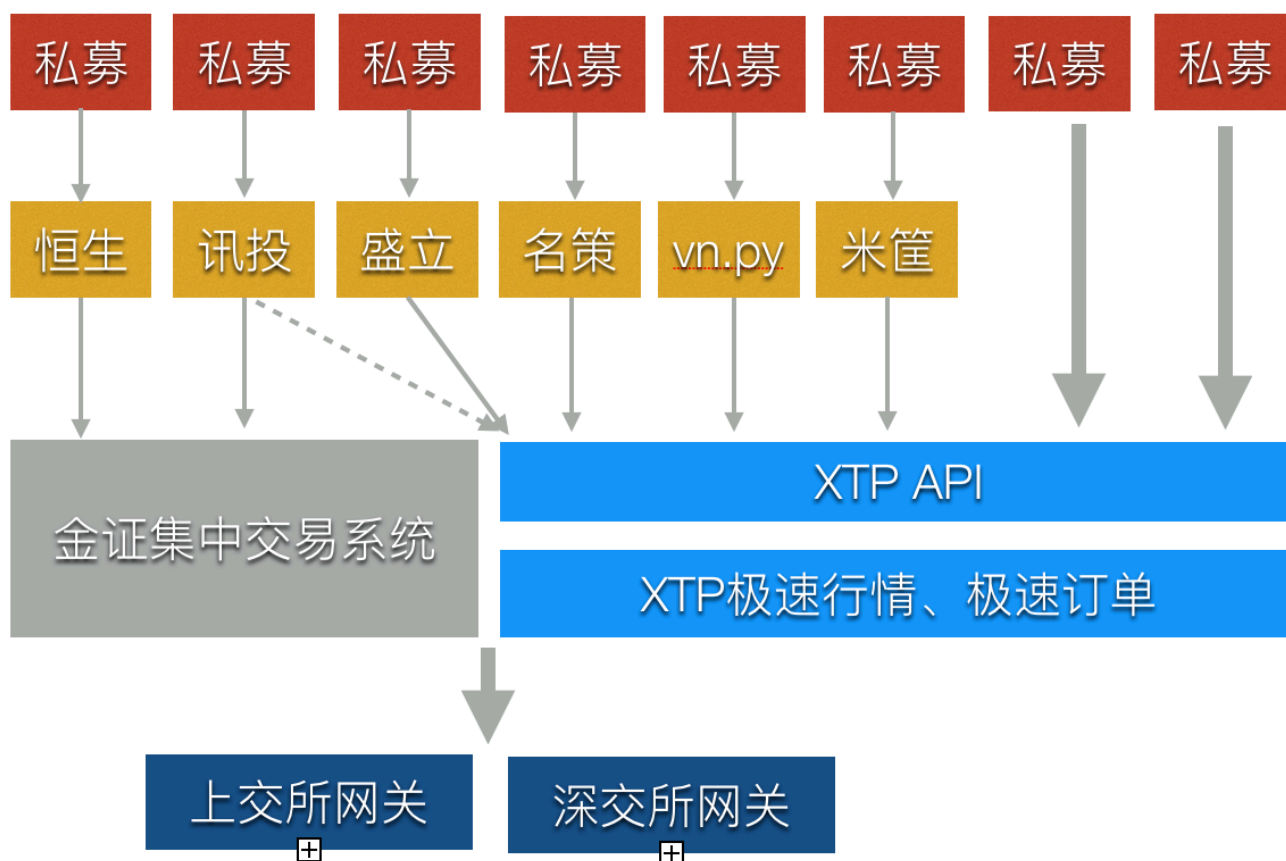 私募
私募
私募
私募
私募
私募
私募
私募
恒生
讯投
盛立
名策
vn.py
米筐
金证集中交易系统
XTP API
XTP极速行情、极速订单
上交所网关
深交所网关